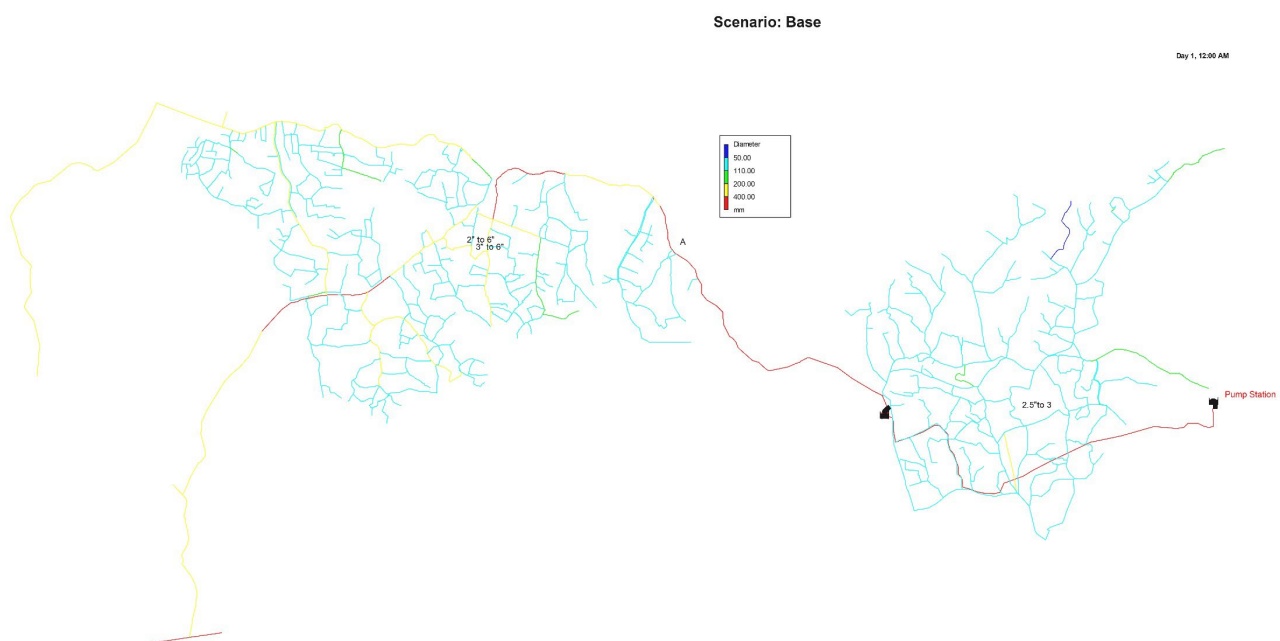 Scenario: Base
Day 1, 12:00 AM
Diameter
50.00
110.00
200.00
400.00
mm
A
2" to 6"
3" to 6"
Pump Station
2.5"to 3